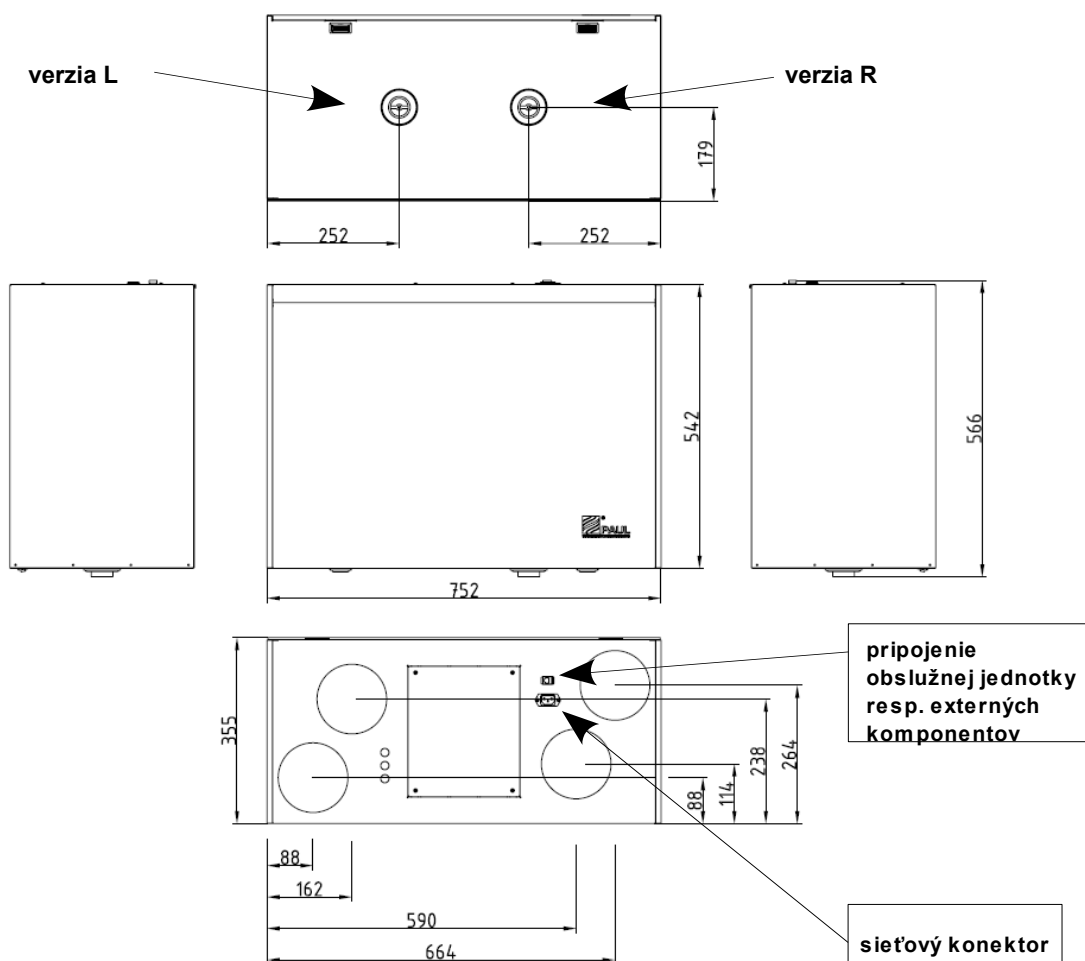 verzia L
verzia R
179
252
252
542
566
PAUL
752
pripojenie
obslužnej jednotky
resp. externých
komponentov
355
88
114
238
264
88
162
590
664
sieťový konektor